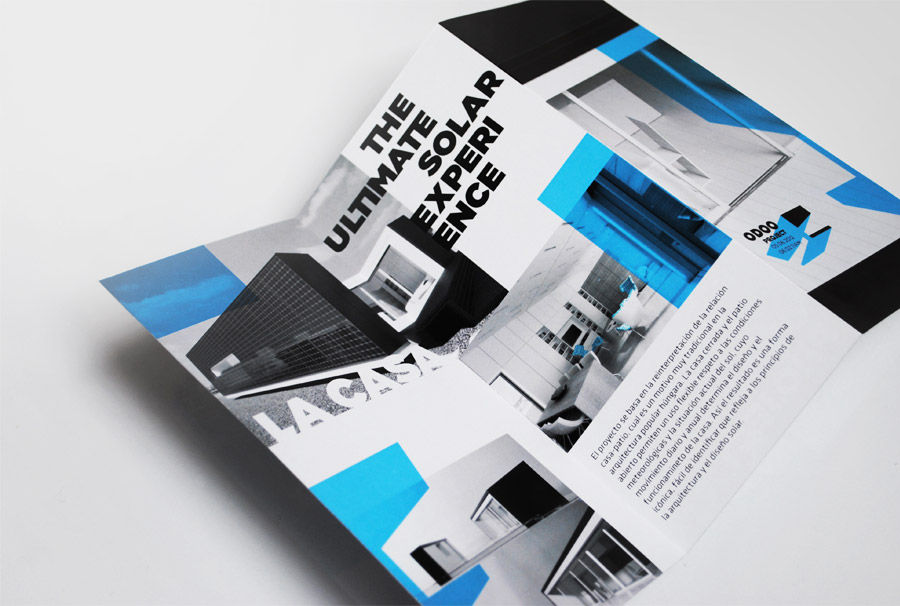 THE
ULTIMATE
SOLAR
EXPERI
ENCE
LA CASA
ODOO
PROJECT
El proyecto se basa en la reinterpretación de la relación
casa-patio, cual es un motivo muy tradicional en la
arquitectura popular húngara. La casa cerrada y el patio
abierto permiten un uso flexible respeto a las condiciones
meteorológicas y la situación actual del sol, cuyo
movimiento diario y anual determina el diseño y el
funcionamineto de la casa. Así el resultado es una forma
icónica, fácil de identificar que refleja a los principios de
la arquitectura y el diseño solar.